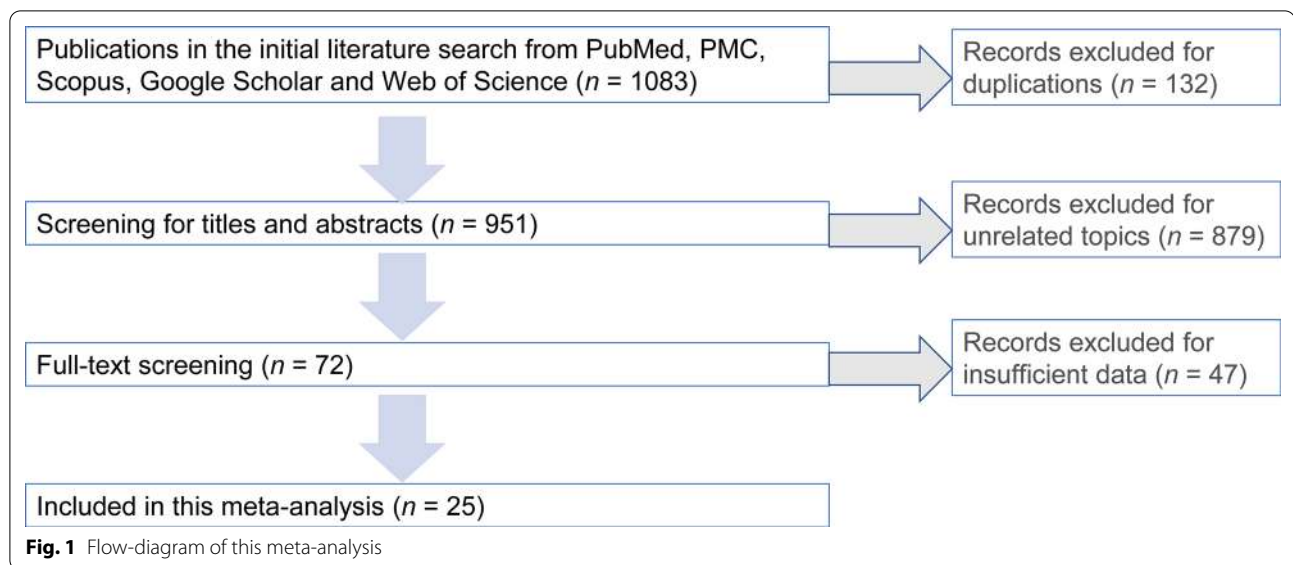 Publications in the initial literature search from PubMed, PMC,
Scopus, Google Scholar and Web of Science (n = 1083)
Records excluded for
duplications (n = 132)
Screening for titles and abstracts (n = 951)
Records excluded for
unrelated topics (n = 879)
Full-text screening (n = 72)
Records excluded for
insufficient data (n = 47)
Included in this meta-analysis (n = 25)
Fig. 1 Flow-diagram of this meta-analysis